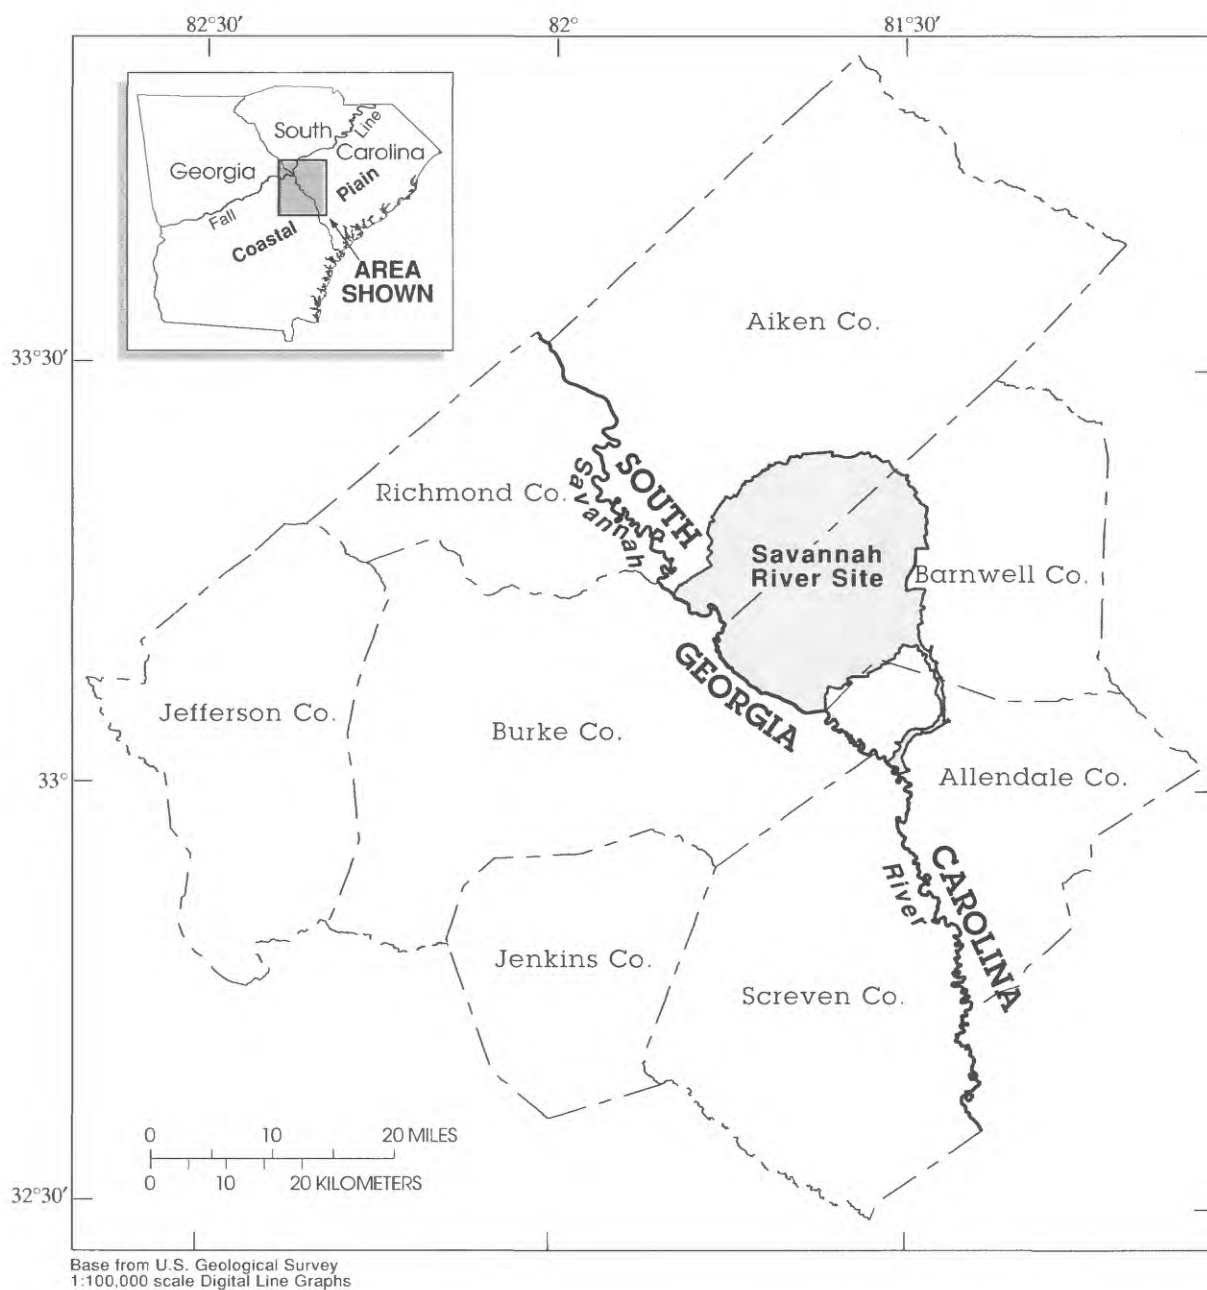 82°30′
82°
81°30′
South
Line
Carolina
Georgia
Plain
Fall
Coastal
AREA
SHOWN
Aiken Co.
33°30′
SOUTH
Savannah
Richmond Co.
Savannah
River Site
Barnwell Co.
GEORGIA
Jefferson Co.
Burke Co.
33°
Allendale Co.
CAROLINA
River
Jenkins Co.
Screven Co.
0 10 20 MILES
0 10 20 KILOMETERS
32°30′
Base from U.S. Geological Survey
1:100,000 scale Digital Line Graphs